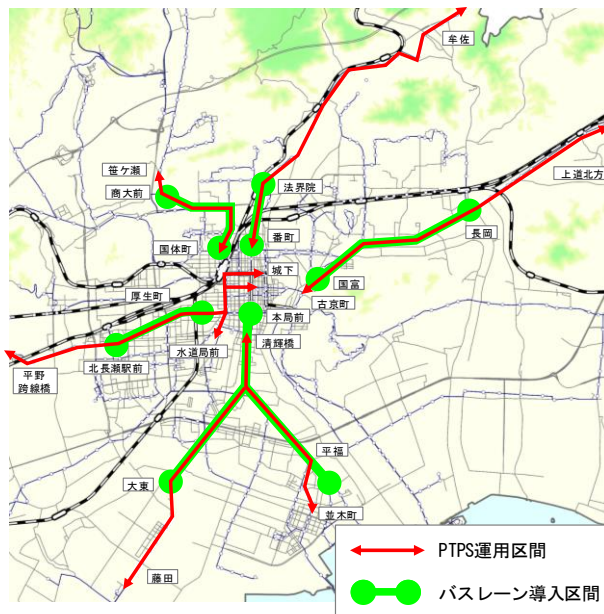 牟佐
笹ケ瀬
商大前
法界院
上道北方
長岡
国体町
番町
城下
国富
厚生町
古京町
本局前
水道局前
清輝橋
平野
跨線橋
北長瀬駅前
平福
大東
並木町
藤田
PTPS運用区間
バスレーン導入区間